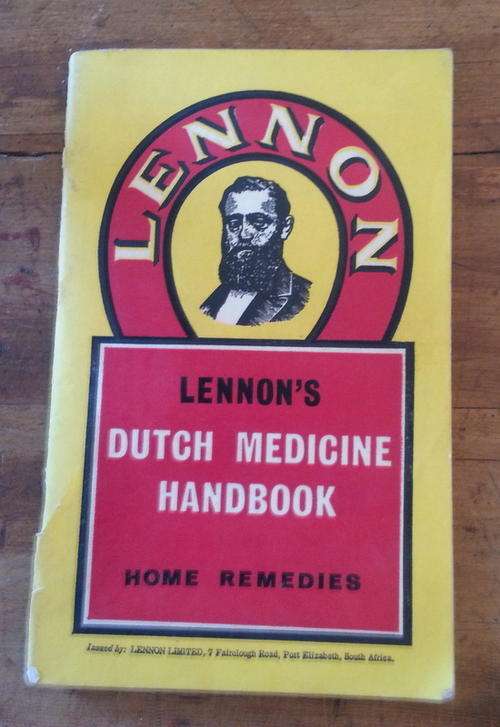 LENNON
LENNON'S
DUTCH MEDICINE
HANDBOOK
HOME REMEDIES
Issued by: LENNON LIMITED, 7 Fairclough Road, Port Elizabeth, South Africa.